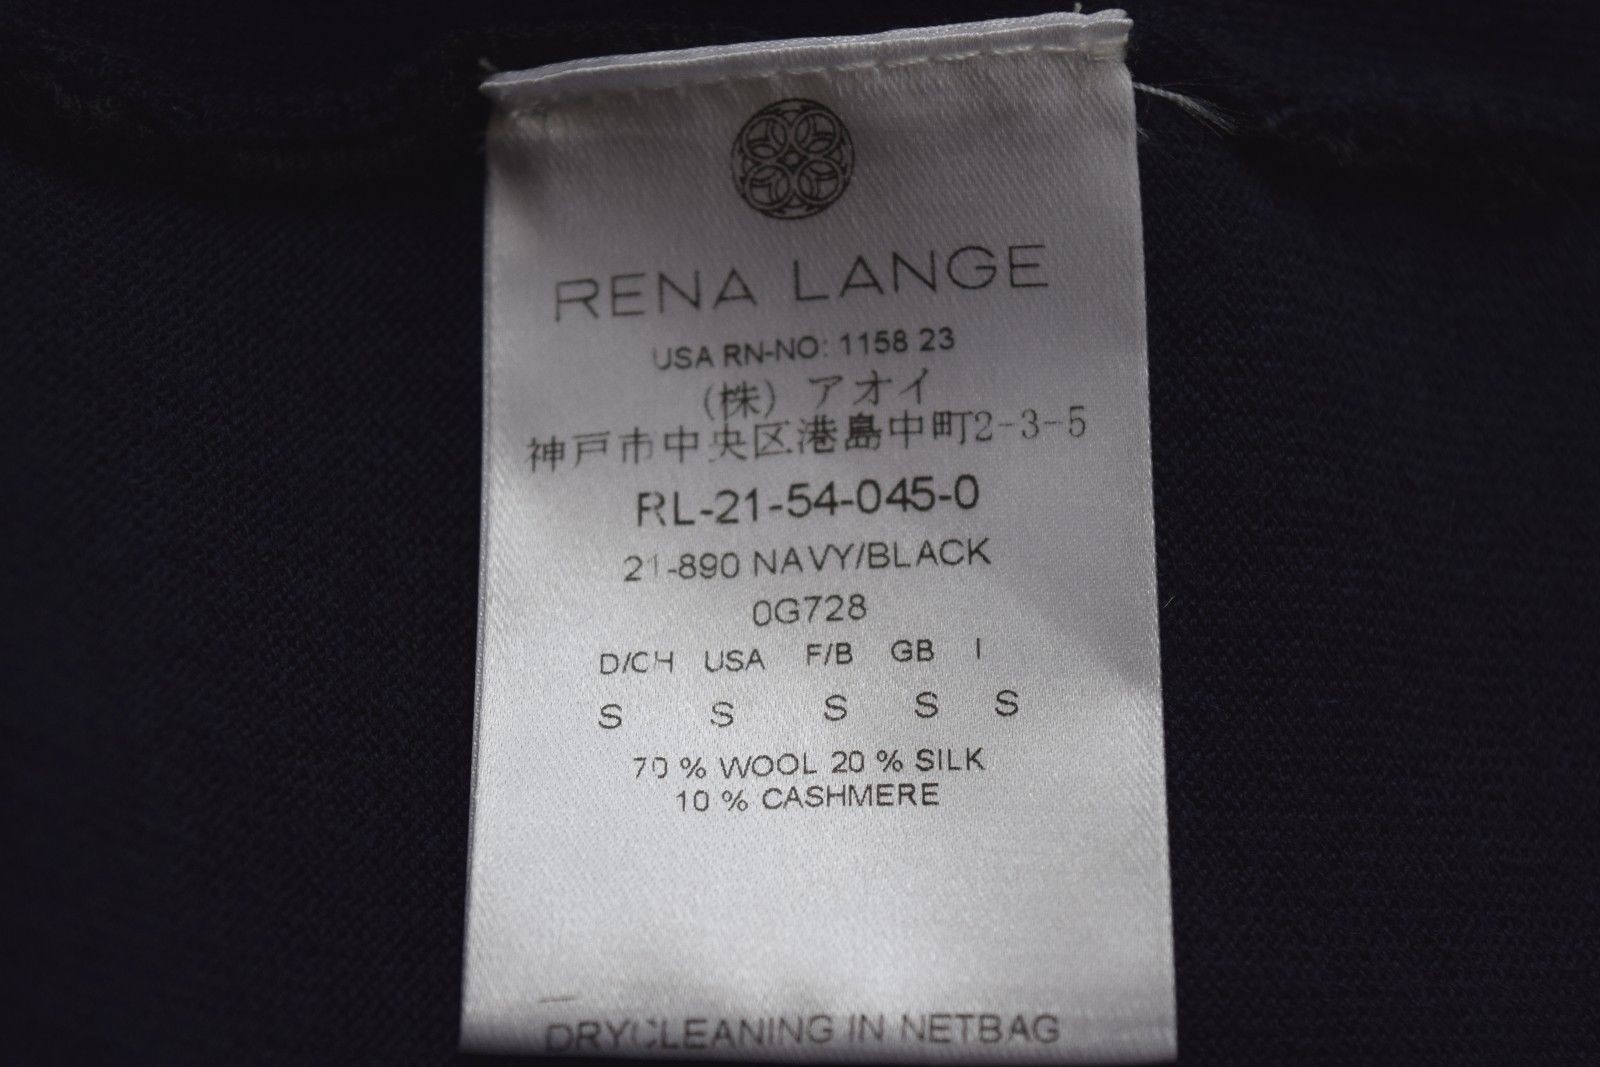 RENA LANGE
USA RN-NO: 1158 23
(株) アオイ
神戸市中央区港島中町2-3-5
RL-21-54-045-0
21-890 NAVY/BLACK
0G728
D/CH USA F/B GB I
S S S S S
70 % WOOL 20 % SILK
10 % CASHMERE
DRYCLEANING IN NETBAG